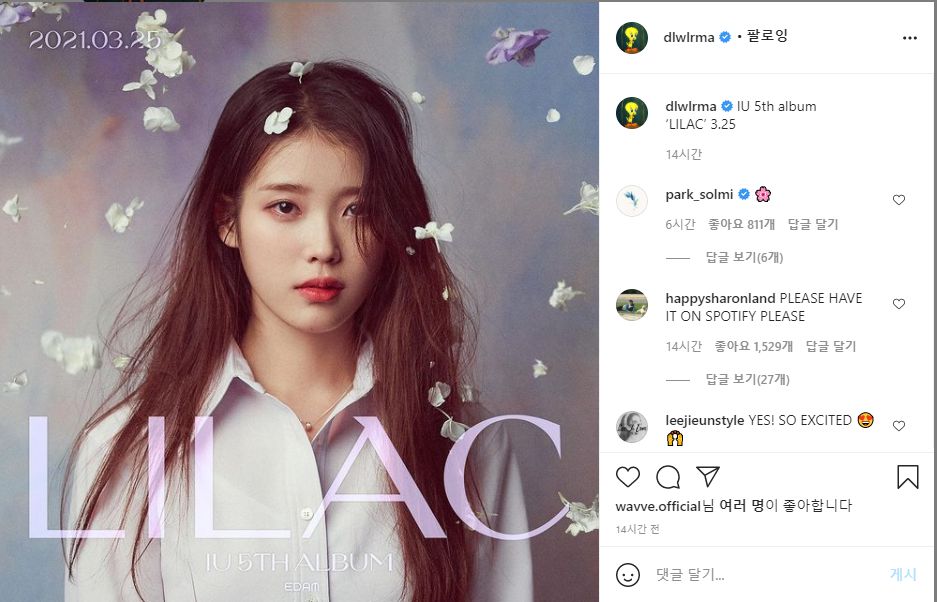 2021.03.25
LILAC
IU 5TH ALBUM
EDAM
dlwlrma • 팔로잉
dlwlrma IU 5th album
‘LILAC’ 3.25
14시간
park_solmi
6시간 좋아요 811개 답글 달기
답글 보기(6개)
happysharonland PLEASE HAVE
IT ON SPOTIFY PLEASE
14시간 좋아요 1,529개 답글 달기
답글 보기(27개)
leejieunstyle YES! SO EXCITED
wavve.official님 여러 명이 좋아합니다
14시간 전
댓글 달기...
게시